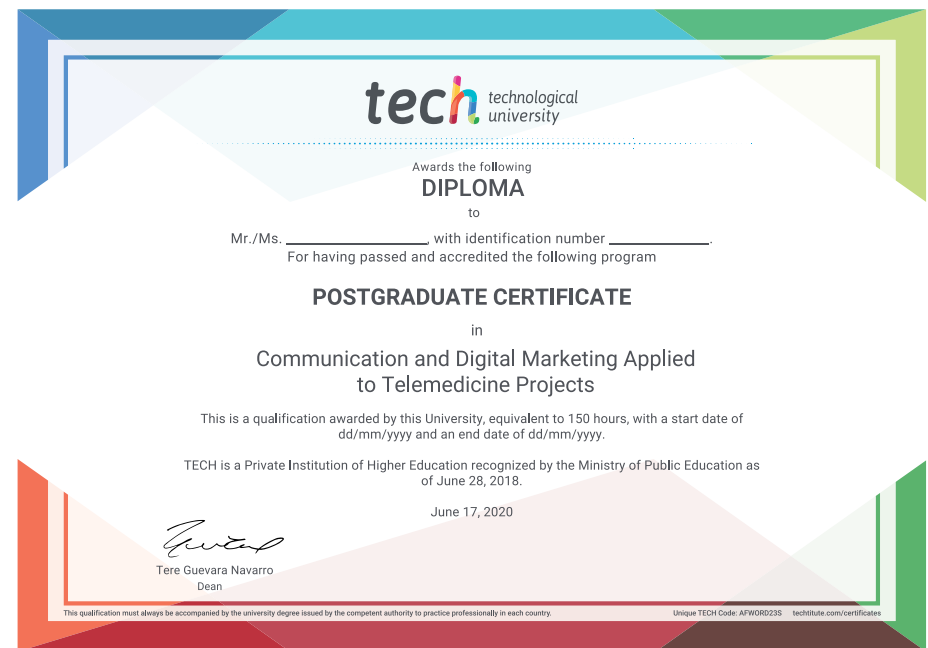 tech technological
university
Awards the following
DIPLOMA
to
Mr./Ms. ____________________, with identification number ______________.
For having passed and accredited the following program
POSTGRADUATE CERTIFICATE
in
Communication and Digital Marketing Applied
to Telemedicine Projects
This is a qualification awarded by this University, equivalent to 150 hours, with a start date of
dd/mm/yyyy and an end date of dd/mm/yyyy.
TECH is a Private Institution of Higher Education recognized by the Ministry of Public Education as
of June 28, 2018.
June 17, 2020
Tere Guevara Navarro
Dean
This qualification must always be accompanied by the university degree issued by the competent authority to practice professionally in each country. Unique TECH Code: AFWORD23S techtitute.com/certificates